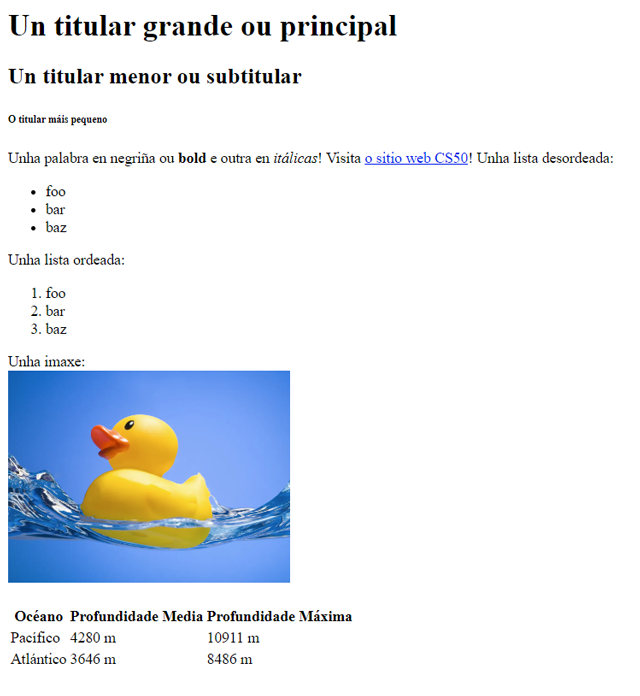 Un titular grande ou principal
Un titular menor ou subtitular
O titular máis pequeno
Unha palabra en negriña ou bold e outra en itálicas! Visita o sitio web CS50! Unha lista desordeada:
• foo
• bar
• baz
Unha lista ordeada:
1. foo
2. bar
3. baz
Unha imaxe:
Océano Profundidade Media Profundidade Máxima
Pacífico 4280 m 10911 m
Atlántico 3646 m 8486 m